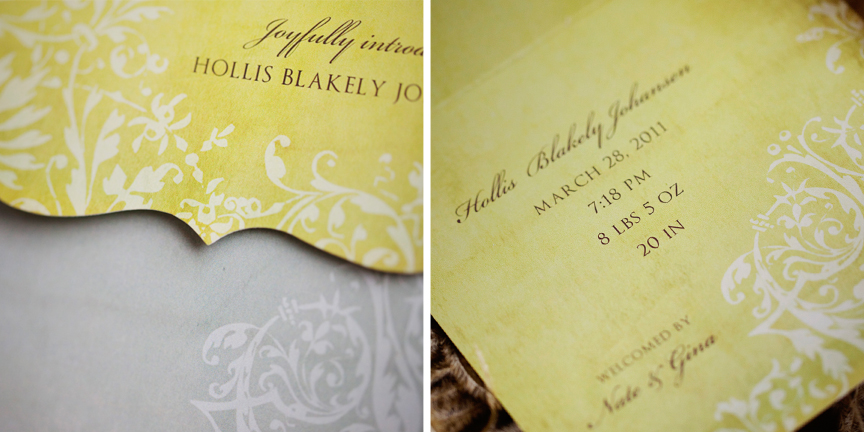 Joyfully introd
HOLLIS BLAKELY JO
Hollis Blakely Johansen
MARCH 28, 2011
7:18 PM
8 LBS 5 OZ
20 IN
WELCOMED BY
Nate & Gina